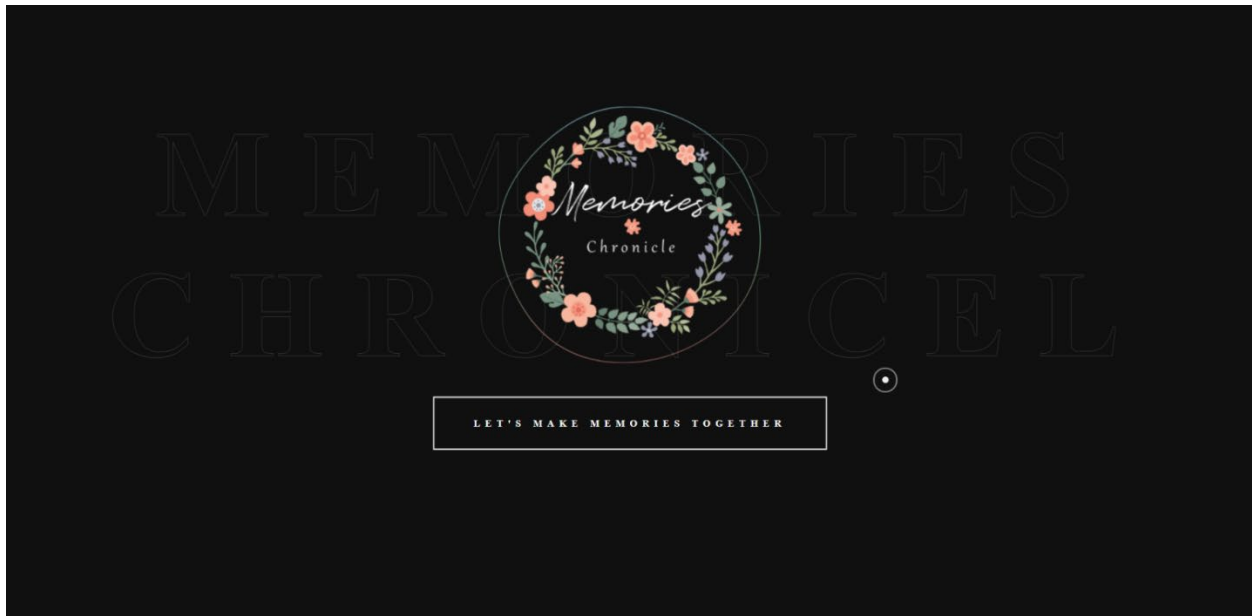 MEMORIES
CHRONICEL
Memories
Chronicle
LET'S MAKE MEMORIES TOGETHER